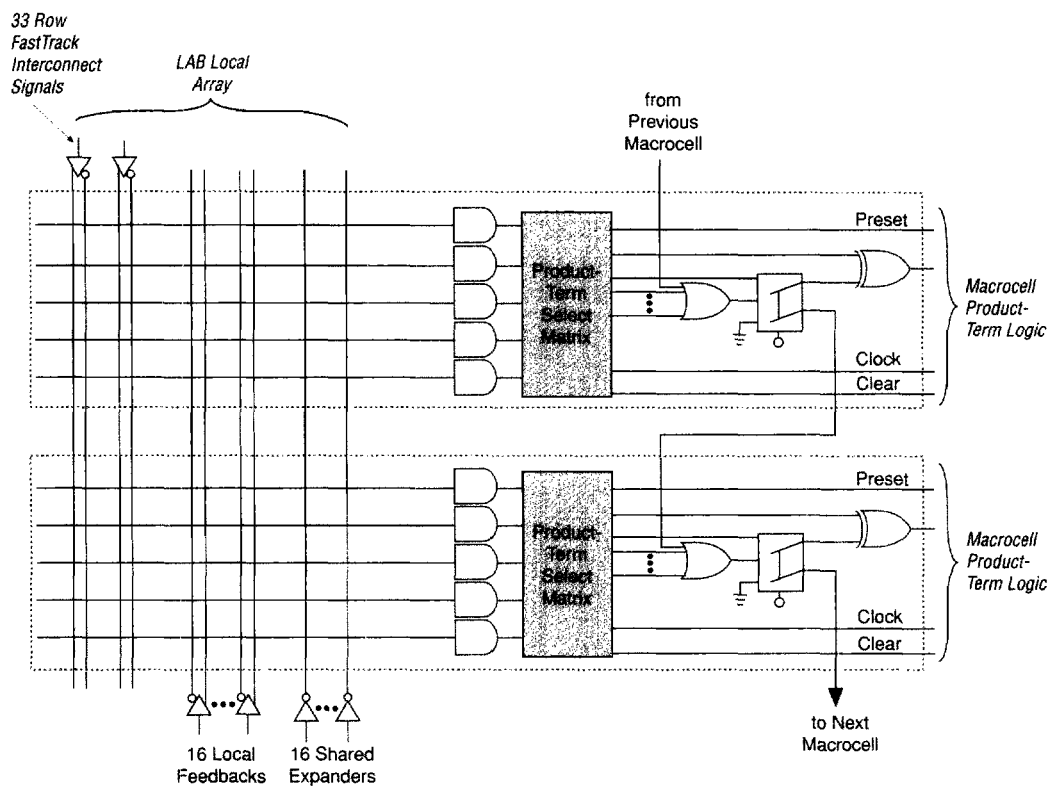 33 Row
FastTrack
Interconnect
Signals
LAB Local
Array
from
Previous
Macrocell
Preset
Product-
Term
Select
Matrix
Macrocell
Product-
Term Logic
Clock
Clear
Preset
Product-
Term
Select
Matrix
Macrocell
Product-
Term Logic
Clock
Clear
16 Local
Feedbacks
16 Shared
Expanders
to Next
Macrocell